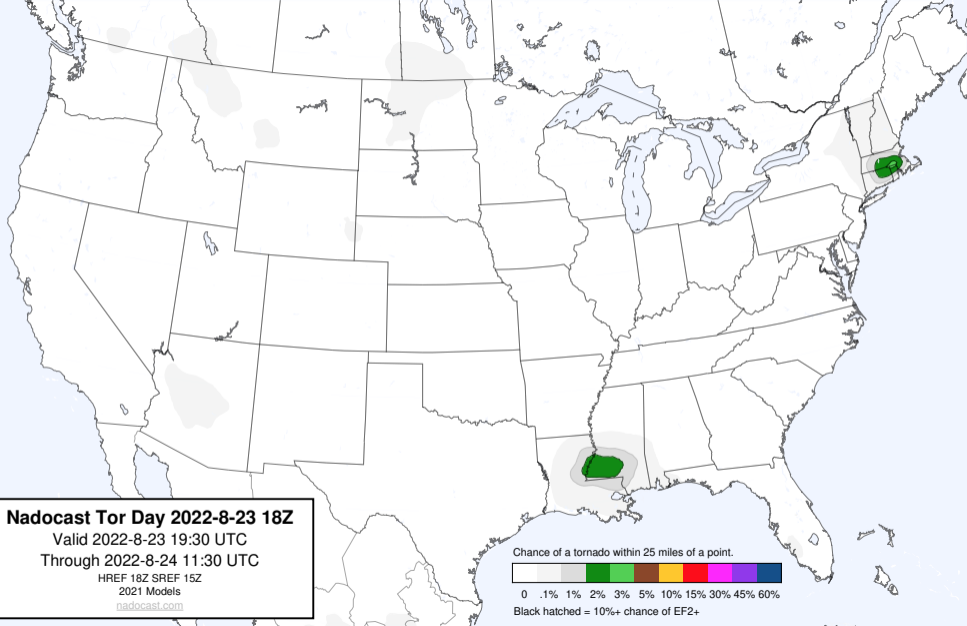 Nadocast Tor Day 2022-8-23 18Z
Valid 2022-8-23 19:30 UTC
Through 2022-8-24 11:30 UTC
HREF 18Z SREF 15Z
2021 Models
nadocast.com
Chance of a tornado within 25 miles of a point.
0 .1% 1% 2% 3% 5% 10% 15% 30% 45% 60%
Black hatched = 10%+ chance of EF2+